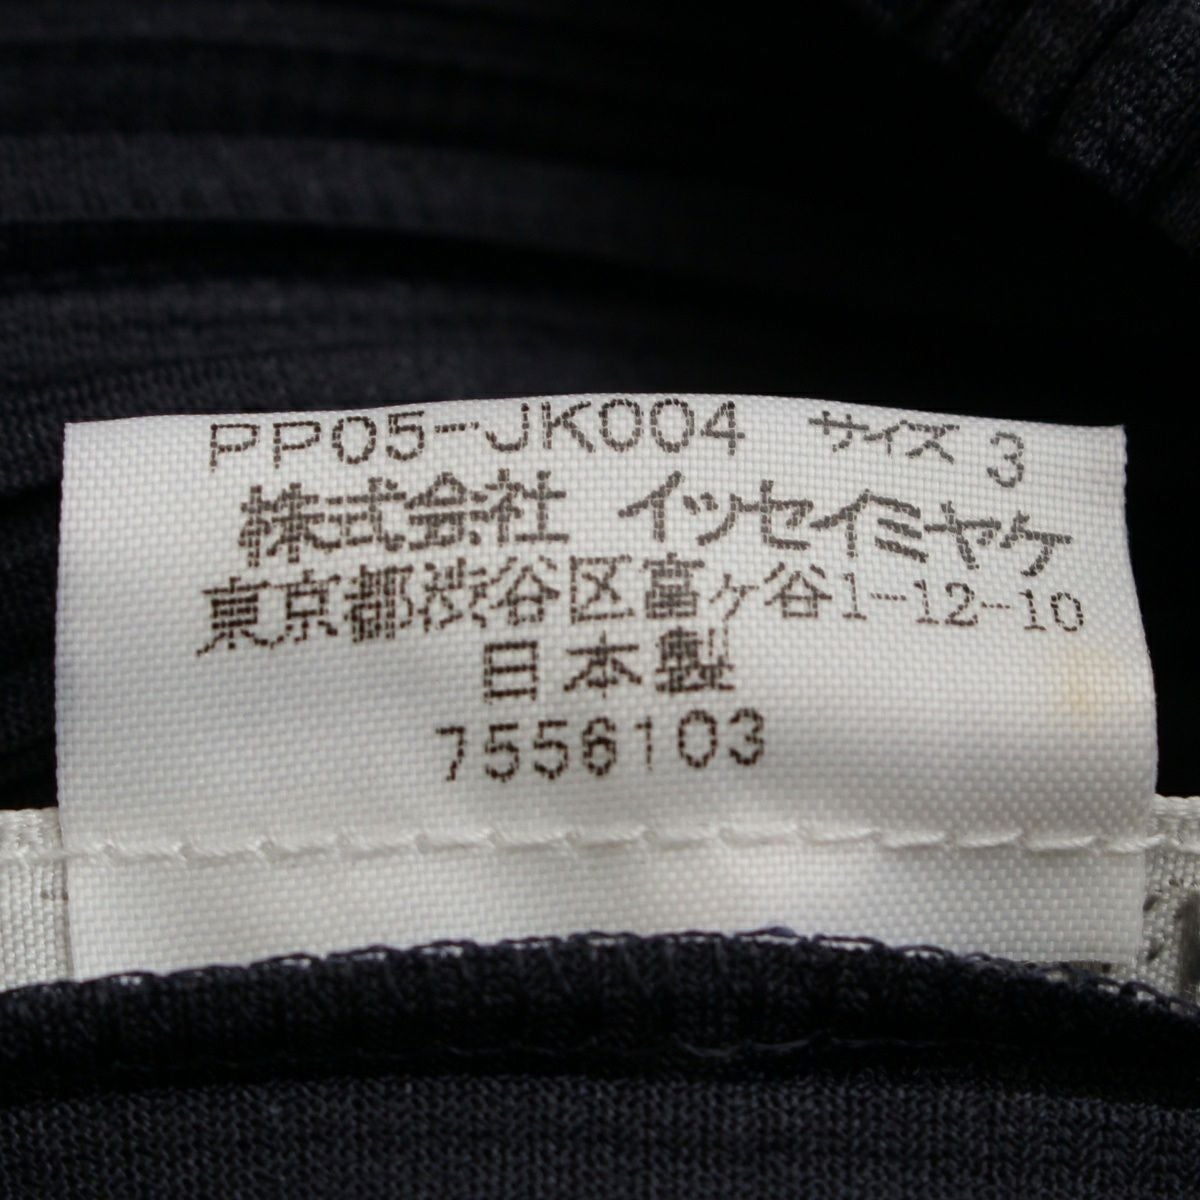 PP05-JK004 サイズ 3
株式会社 イッセイミヤケ
東京都渋谷区富ヶ谷1-12-10
日本製
7556103